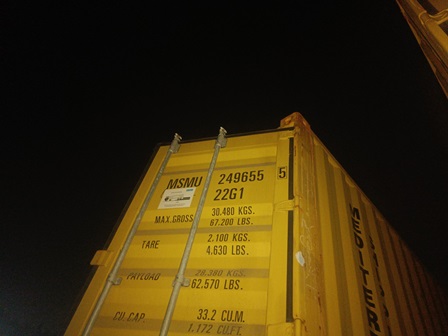 MSMU 249655 5
22G1
MAX.GROSS 30.480 KGS.
67.200 LBS.
TARE 2.100 KGS.
4.630 LBS.
PAYLOAD 28.380 KGS.
62.570 LBS.
CU.CAP. 33.2 CU.M.
1.172 CU.FT.
MEDITER